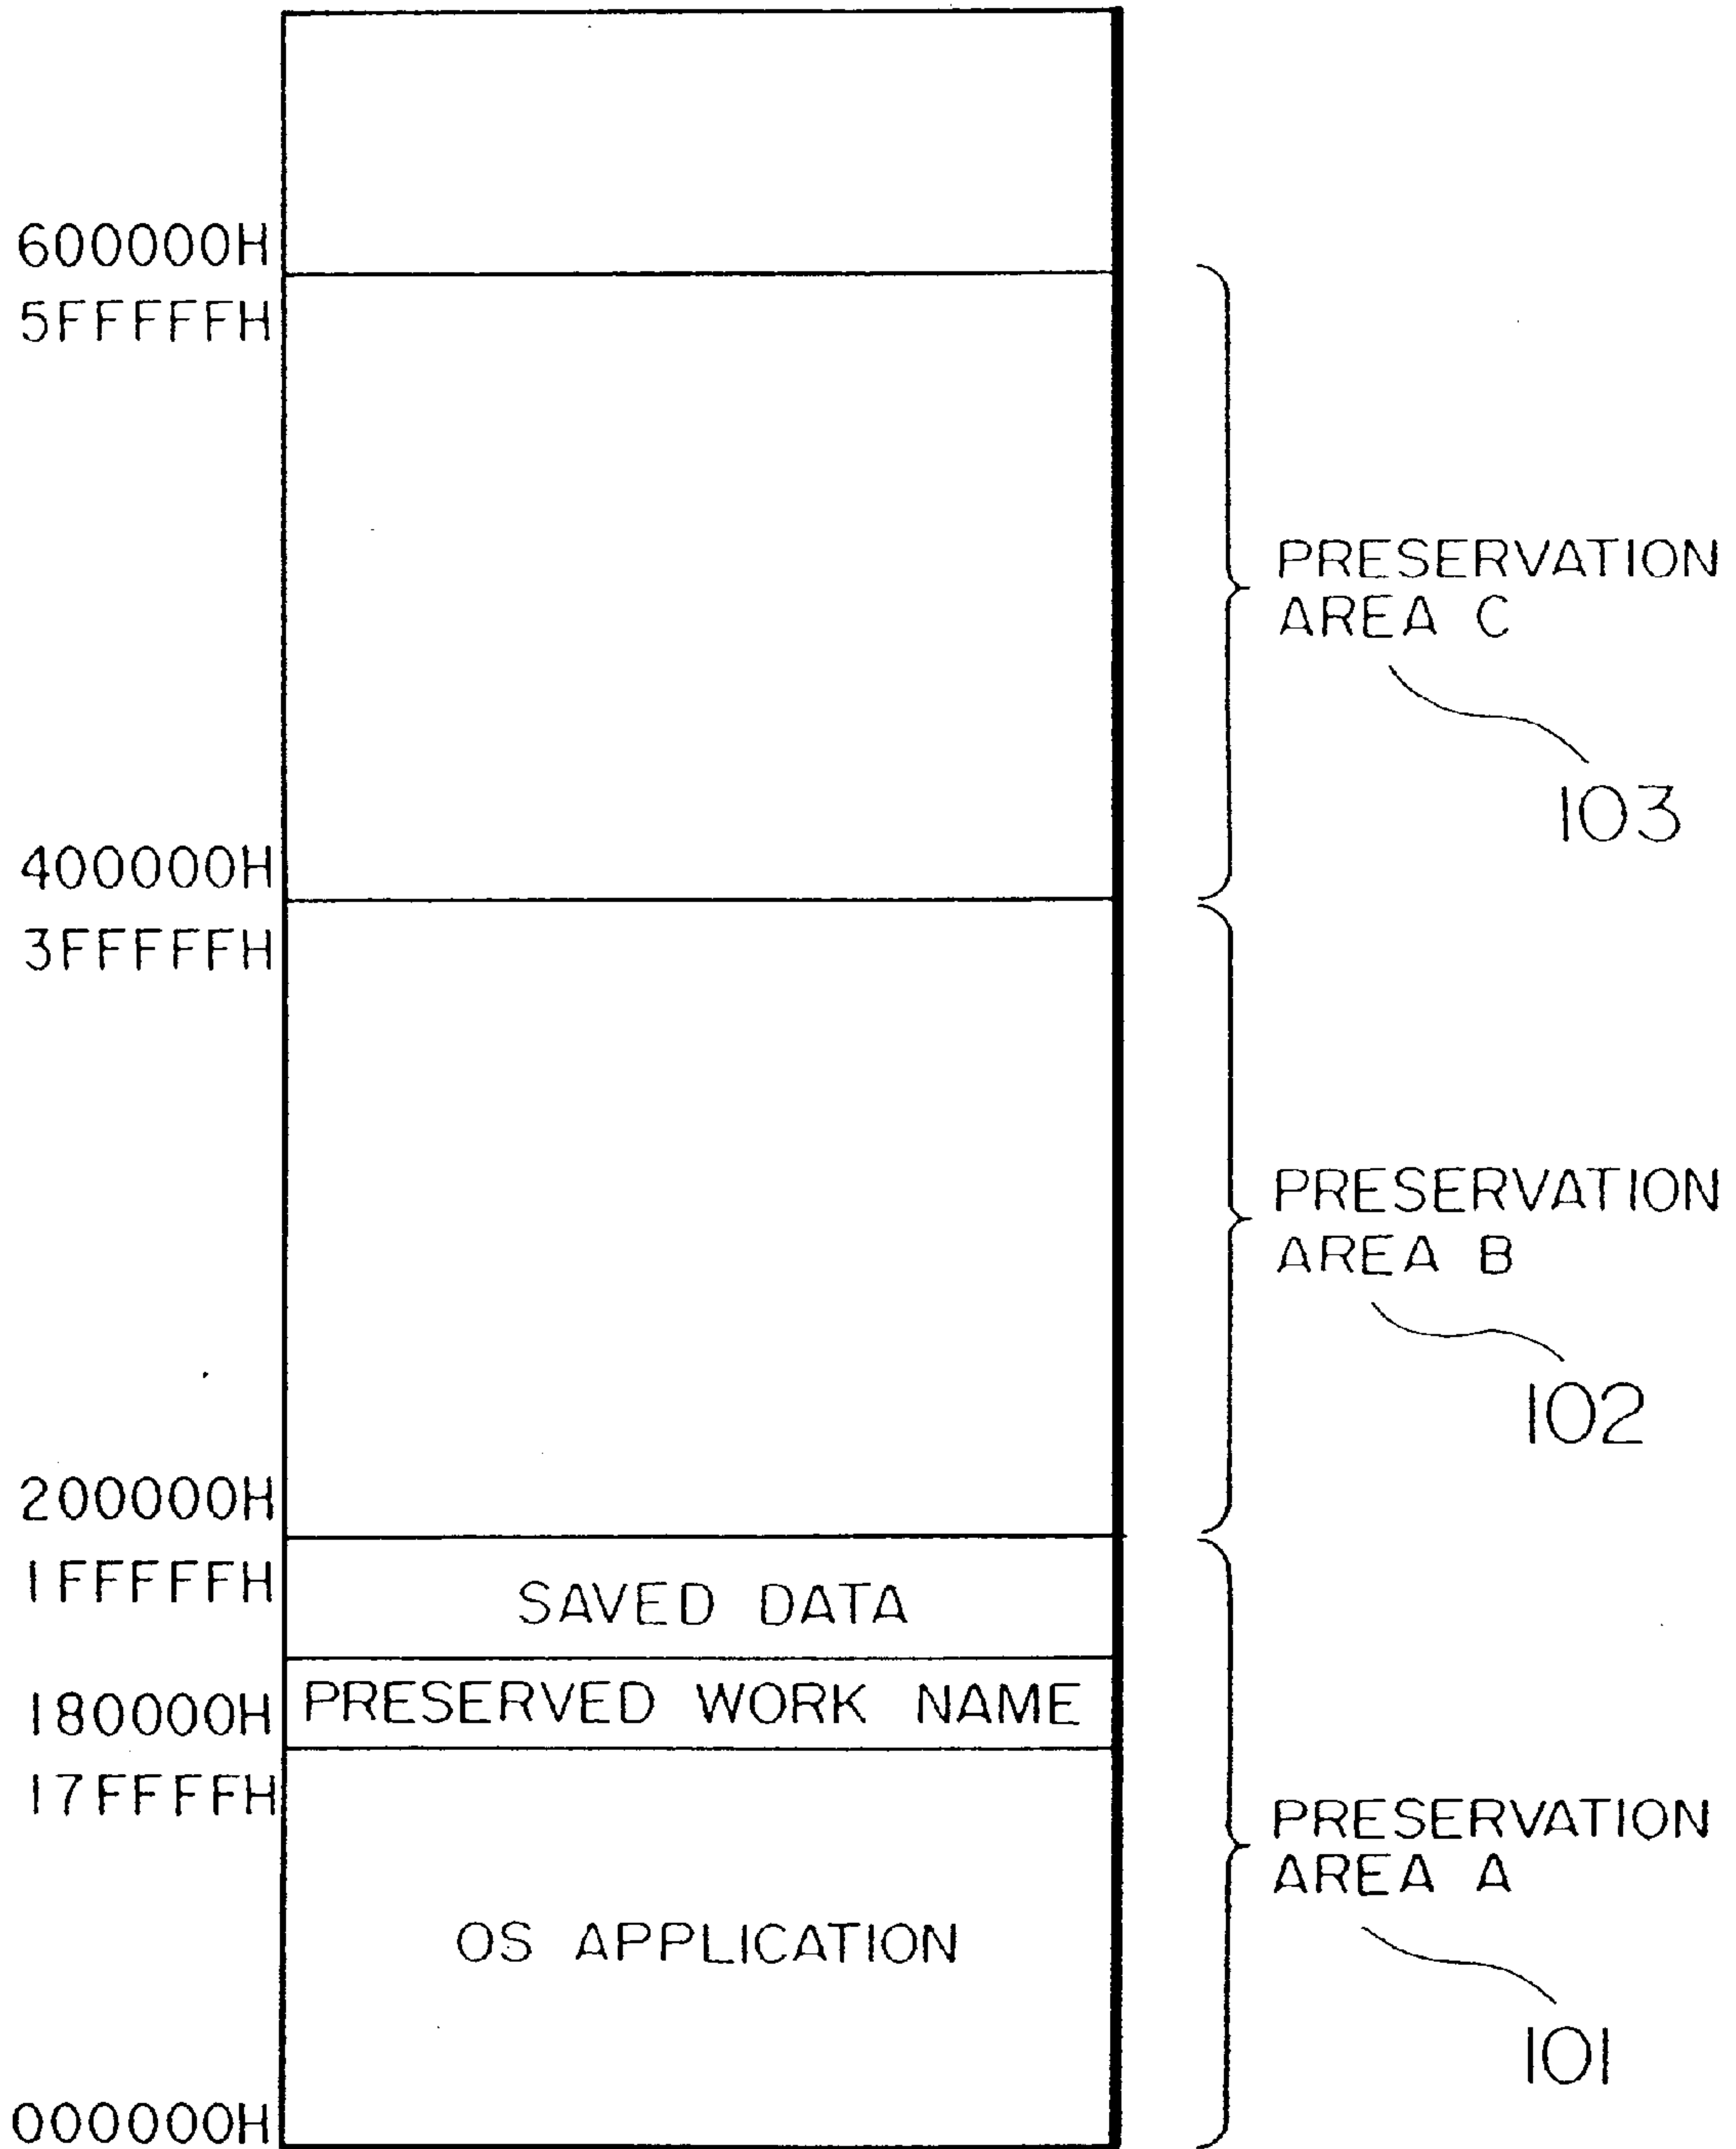 600000H
5FFFFFH
PRESERVATION
AREA C
103
400000H
3FFFFFH
PRESERVATION
AREA B
102
200000H
1FFFFFH
SAVED DATA
180000H
PRESERVED WORK NAME
17FFFFH
PRESERVATION
AREA A
OS APPLICATION
101
000000H